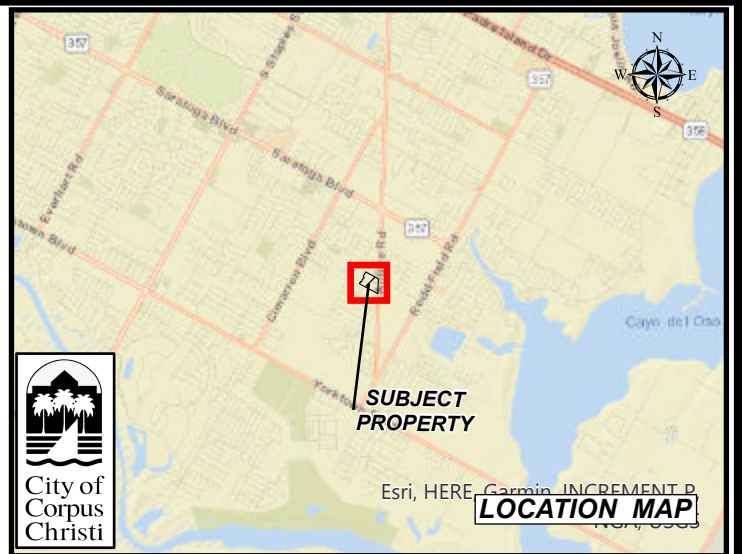 357
S Staples S
Padre Island Dr
357
N
W
E
S
358
Saratoga Blvd
Everhart Rd
Saratoga Blvd
357
town Blvd
Cimarron Blvd
e Rd
Rodd Field Rd
Cayo del Oso
Yorktown
SUBJECT
PROPERTY
City of
Corpus
Christi
Esri, HERE, Garmin, INCREMENT P,
NGA, USGS
LOCATION MAP